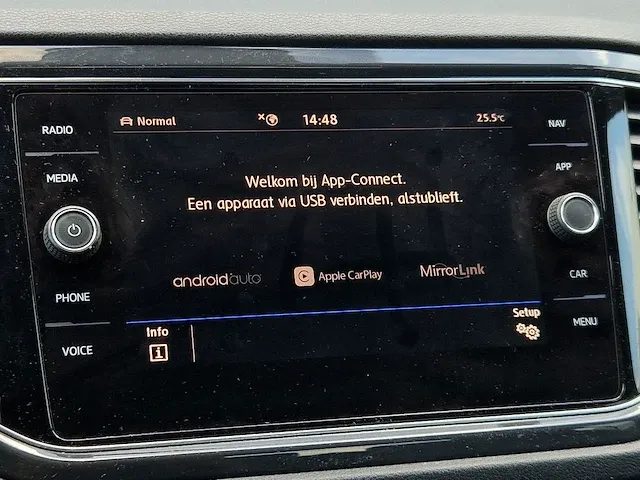 RADIO
MEDIA
PHONE
VOICE
Normal
14:48
25.5°C
Welkom bij App-Connect.
Een apparaat via USB verbinden, alstublieft.
androidauto
Apple CarPlay
MirrorLink
Info
Setup
NAV
APP
CAR
MENU